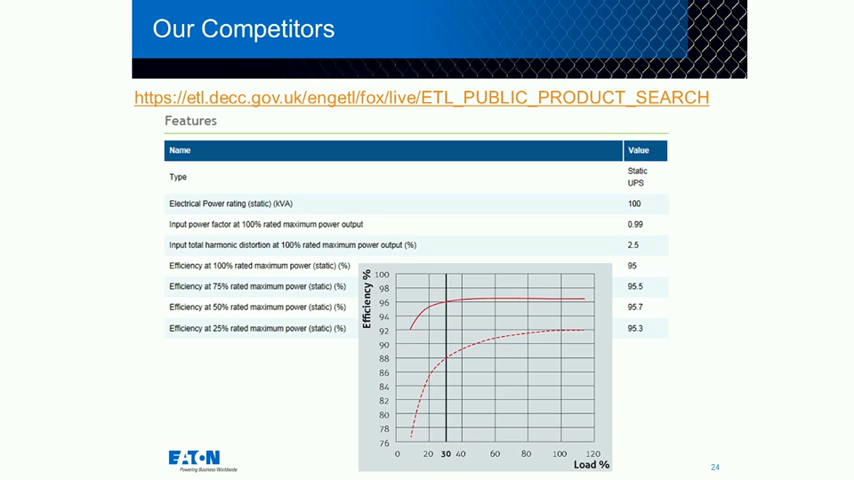 Our Competitors
https://etl.decc.gov.uk/engetl/fox/live/ETL_PUBLIC_PRODUCT_SEARCH
Features
Name Value
Type Static UPS
Electrical Power rating (static) (kVA) 100
Input power factor at 100% rated maximum power output 0.99
Input total harmonic distortion at 100% rated maximum power output (%) 2.5
Efficiency at 100% rated maximum power (static) (%) 95
Efficiency at 75% rated maximum power (static) (%) 95.5
Efficiency at 50% rated maximum power (static) (%) 95.7
Efficiency at 25% rated maximum power (static) (%) 95.3
Efficiency %
100
98
96
94
92
90
88
86
84
82
80
78
76
0 20 30 40 60 80 100 120
Load %
EATON
Powering Business Worldwide
24